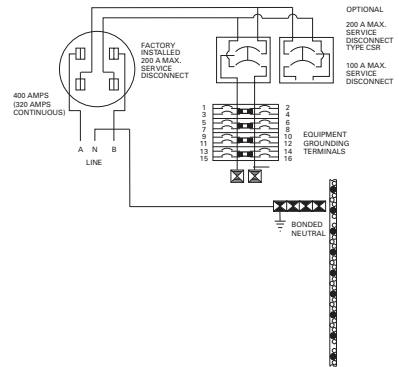 OPTIONAL
200 A MAX.
SERVICE
DISCONNECT
TYPE CSR
100 A MAX.
SERVICE
DISCONNECT
FACTORY
INSTALLED
200 A MAX.
SERVICE
DISCONNECT
400 AMPS
(320 AMPS
CONTINUOUS)
A N B
LINE
1 2
3 4
5 6
7 8
9 10
11 12
13 14
15 16
EQUIPMENT
GROUNDING
TERMINALS
BONDED
NEUTRAL